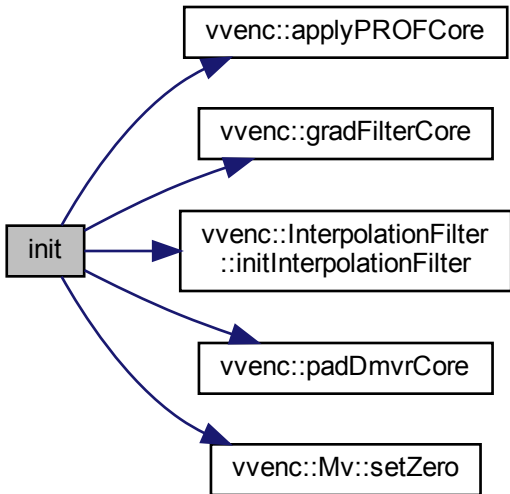 vvenc::applyPROFCore
vvenc::gradFilterCore
init
vvenc::InterpolationFilter
::initInterpolationFilter
vvenc::padDmvrCore
vvenc::Mv::setZero